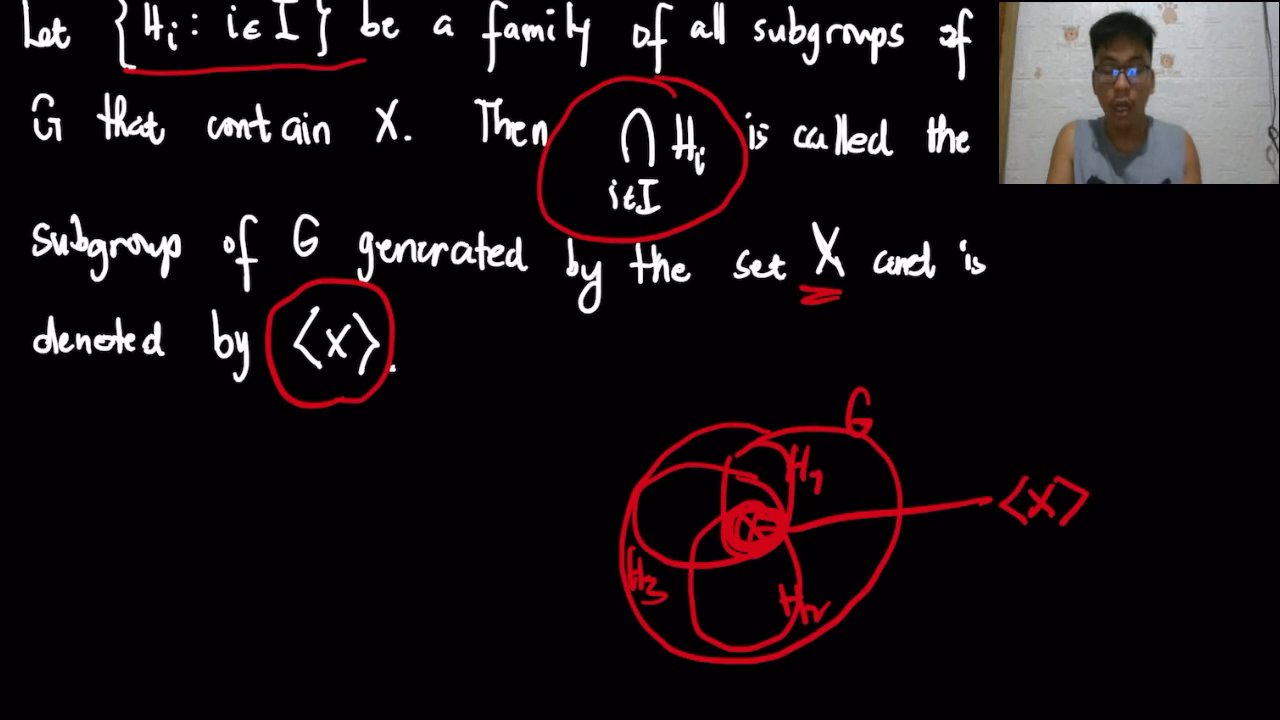 Let {Hᵢ : i ∈ I} be a family of all subgroups of
G that contain X. Then ⋂ Hᵢ is called the
i∈I
subgroup of G generated by the set X and is
denoted by ⟨X⟩.
G
H₁
⟨X⟩
X
H₃
H₂